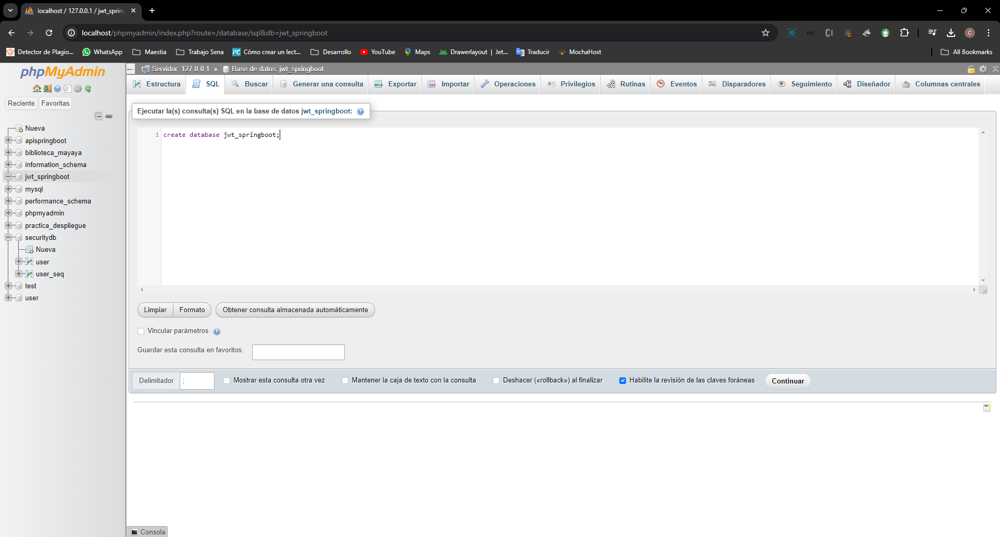 localhost / 127.0.0.1 / jwt_spring
localhost/phpmyadmin/index.php?route=/database/sql&db=jwt_springboot
Detector de Plagio... WhatsApp Maestia Trabajo Sena Cómo crear un lect... Desarrollo YouTube Maps Drawerlayout | Jet... Traducir MochaHost All Bookmarks
phpMyAdmin
Reciente Favoritas
Nueva
apispringboot
biblioteca_mayaya
information_schema
jwt_springboot
mysql
performance_schema
phpmyadmin
practica_despliegue
securitydb
Nueva
user
user_seq
test
user
Servidor: 127.0.0.1 » Base de datos: jwt_springboot
Estructura SQL Buscar Generar una consulta Exportar Importar Operaciones Privilegios Rutinas Eventos Disparadores Seguimiento Diseñador Columnas centrales
Ejecutar la(s) consulta(s) SQL en la base de datos jwt_springboot:
1 create database jwt_springboot;
Limpiar Formato Obtener consulta almacenada automáticamente
Vincular parámetros
Guardar esta consulta en favoritos:
Delimitador ; Mostrar esta consulta otra vez Mantener la caja de texto con la consulta Deshacer («rollback») al finalizar Habilite la revisión de las claves foráneas Continuar
Consola